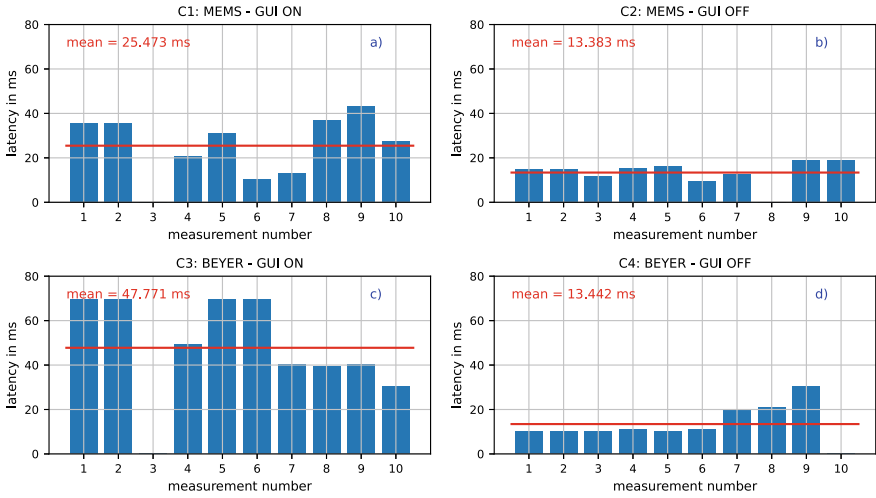 C1: MEMS - GUI ON
80
60
40
20
0
latency in ms
mean = 25.473 ms
a)
1 2 3 4 5 6 7 8 9 10
measurement number
C2: MEMS - GUI OFF
80
60
40
20
0
latency in ms
mean = 13.383 ms
b)
1 2 3 4 5 6 7 8 9 10
measurement number
C3: BEYER - GUI ON
80
60
40
20
0
latency in ms
mean = 47.771 ms
c)
1 2 3 4 5 6 7 8 9 10
measurement number
C4: BEYER - GUI OFF
80
60
40
20
0
latency in ms
mean = 13.442 ms
d)
1 2 3 4 5 6 7 8 9 10
measurement number